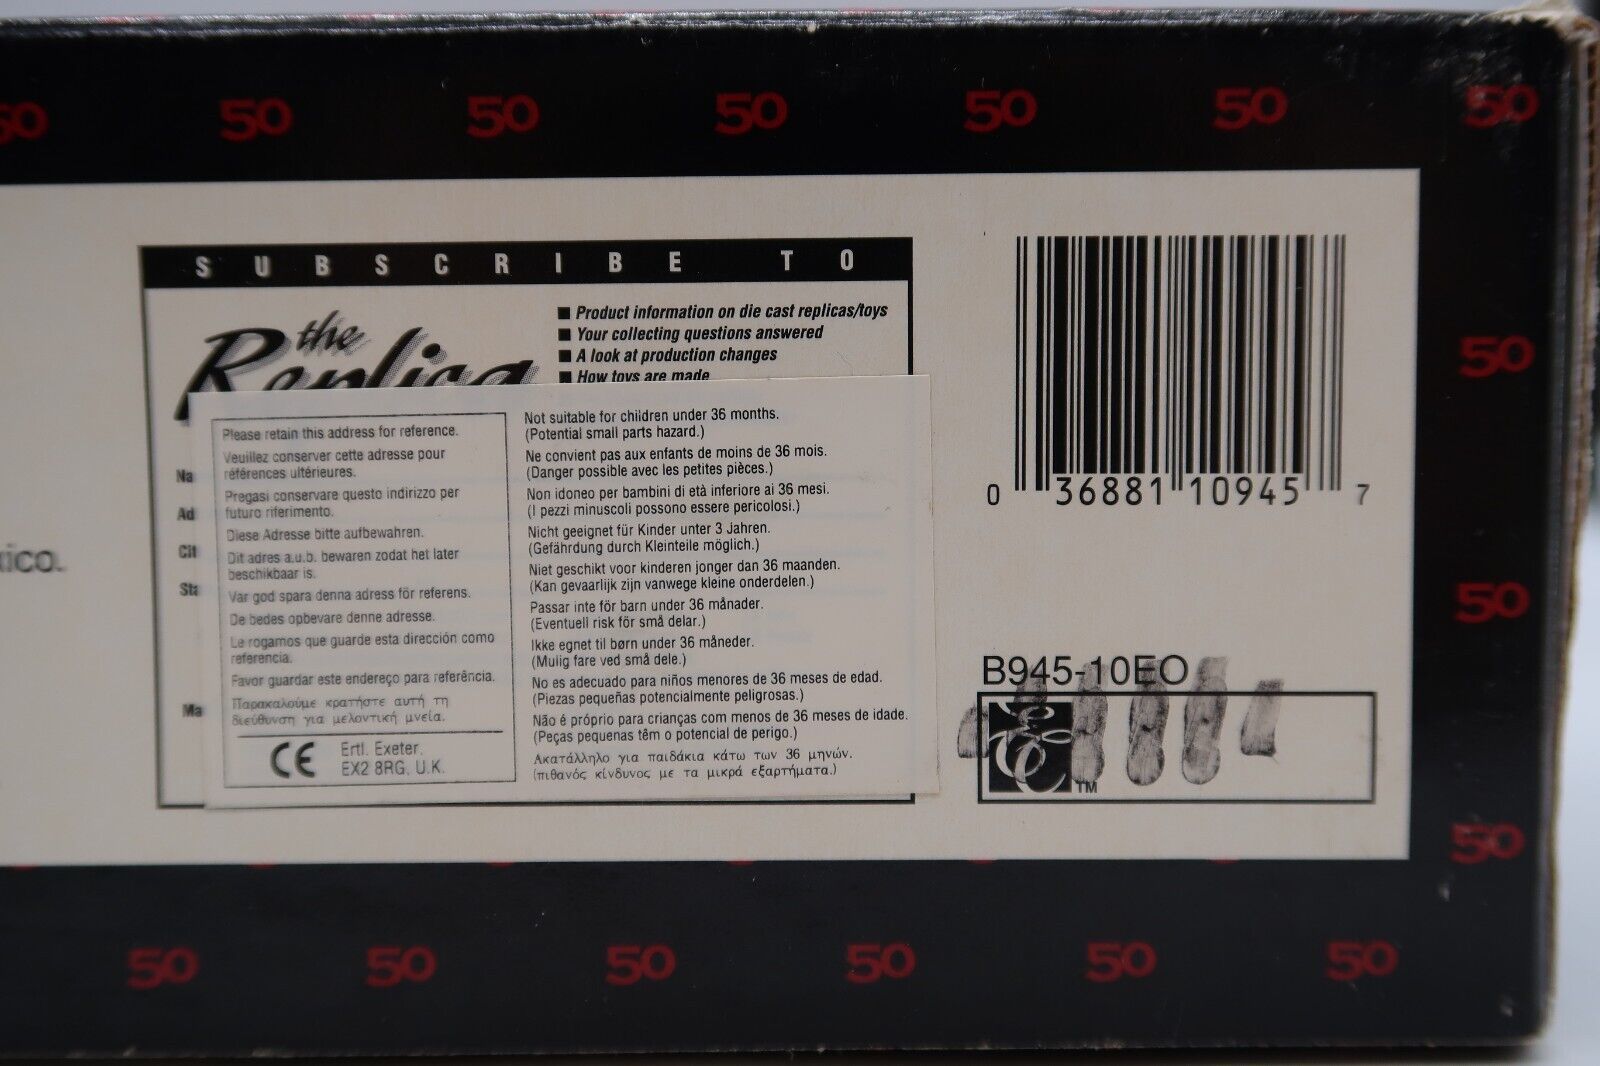 50 50 50 50 50 50 50
SUBSCRIBE TO
the
Replica
■ Product information on die cast replicas/toys
■ Your collecting questions answered
■ A look at production changes
■ How toys are made
Na
Ad
Cit
Sta
Ma
Please retain this address for reference.
Veuillez conserver cette adresse pour
références ultérieures.
Pregasi conservare questo indirizzo per
futuro riferimento.
Diese Adresse bitte aufbewahren.
Dit adres a.u.b. bewaren zodat het later
beschikbaar is.
Var god spara denna adress för referens.
De bedes opbevare denne adresse.
Le rogamos que guarde esta dirección como
referencia.
Favor guardar este endereço para referência.
Παρακαλούμε κρατήστε αυτή τη
διεύθυνση για μελοντική μνεία.
CE
Ertl. Exeter.
EX2 8RG. U.K.
Not suitable for children under 36 months.
(Potential small parts hazard.)
Ne convient pas aux enfants de moins de 36 mois.
(Danger possible avec les petites pièces.)
Non idoneo per bambini di età inferiore ai 36 mesi.
(I pezzi minuscoli possono essere pericolosi.)
Nicht geeignet für Kinder unter 3 Jahren.
(Gefährdung durch Kleinteile möglich.)
Niet geschikt voor kinderen jonger dan 36 maanden.
(Kan gevaarlijk zijn vanwege kleine onderdelen.)
Passar inte för barn under 36 månader.
(Eventuell risk för små delar.)
Ikke egnet til børn under 36 måneder.
(Mulig fare ved små dele.)
No es adecuado para niños menores de 36 meses de edad.
(Piezas pequeñas potencialmente peligrosas.)
Não é próprio para crianças com menos de 36 meses de idade.
(Peças pequenas têm o potencial de perigo.)
Ακατάλληλο για παιδάκια κάτω των 36 μηνών.
(πιθανός κίνδυνος με τα μικρά εξαρτήματα.)
0 36881 10945 7
50
50
50
ico.
B945-10EO
TM
50 50 50 50 50 50